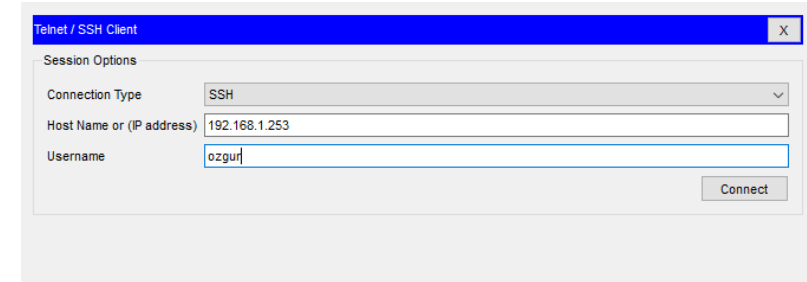 Telnet / SSH Client X
Session Options
Connection Type SSH
Host Name or (IP address) 192.168.1.253
Username ozgur
Connect